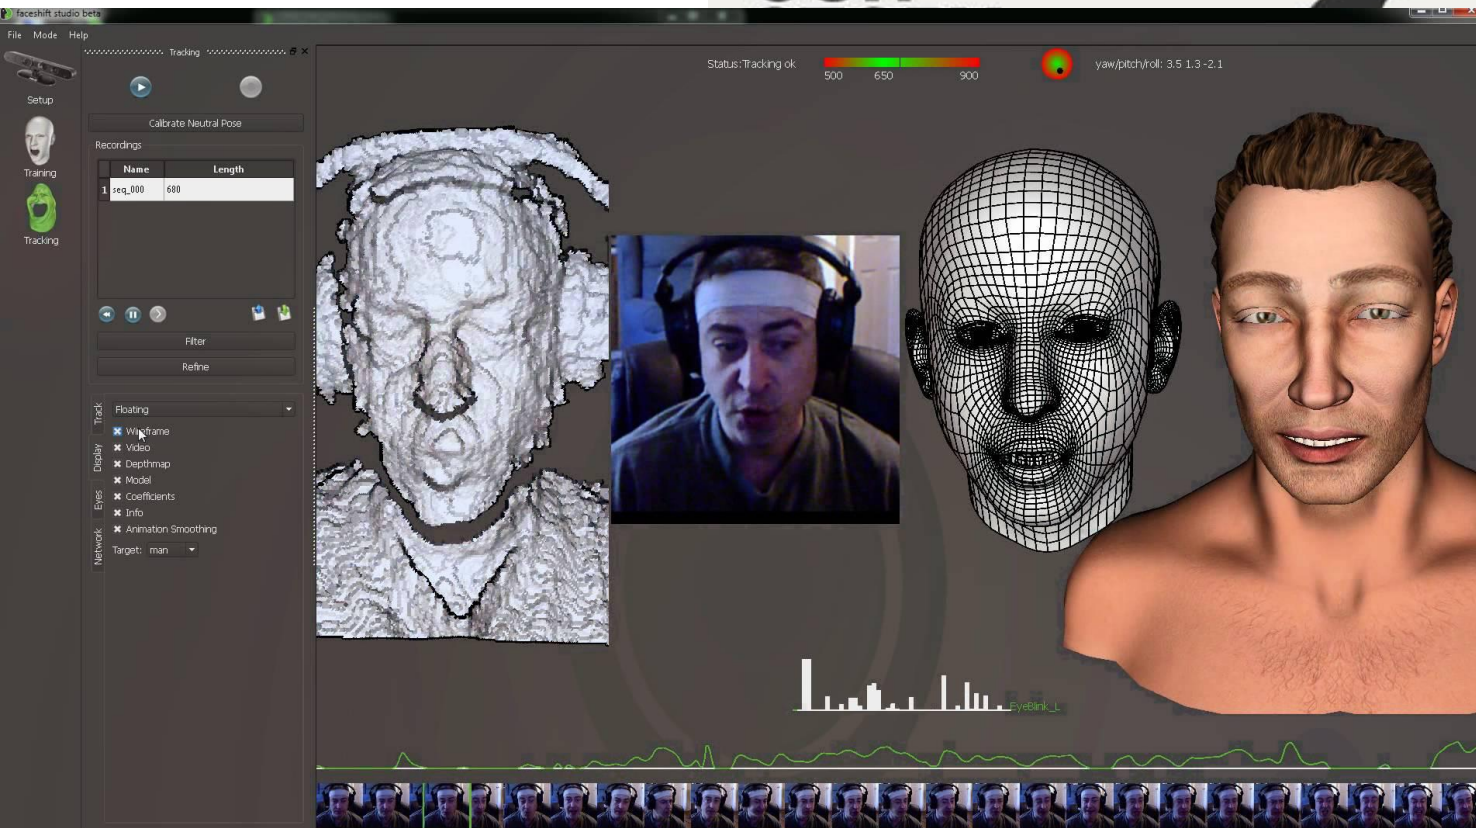 faceshift studio beta
File Mode Help
Tracking
Setup
Training
Tracking
Calibrate Neutral Pose
Recordings
Name Length
1 seq_000 680
Filter
Refine
Track
Display
Eyes
Network
Floating
Wireframe
Video
Depthmap
Model
Coefficients
Info
Animation Smoothing
Target: man
Status:Tracking ok
500 650 900
yaw/pitch/roll: 3.5 1.3 -2.1
EyeBlink_L